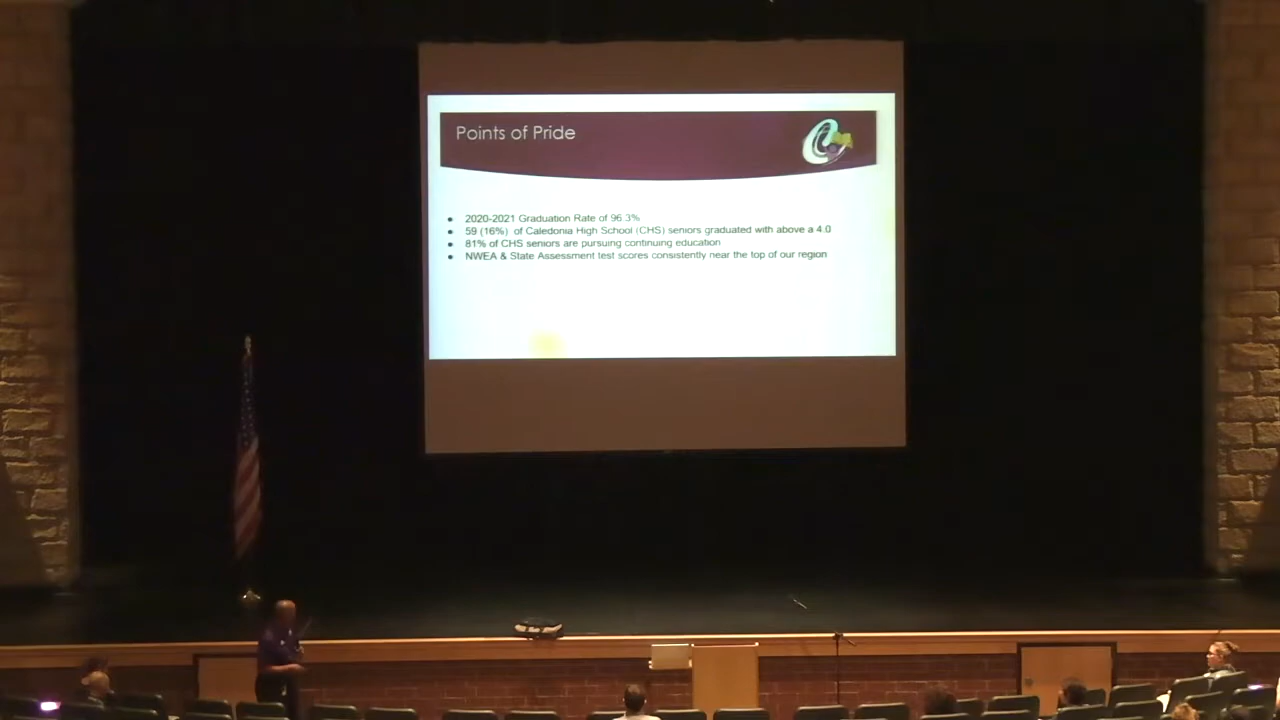 Points of Pride
● 2020-2021 Graduation Rate of 96.3%
● 59 (16%) of Caledonia High School (CHS) seniors graduated with above a 4.0
● 81% of CHS seniors are pursuing continuing education
● NWEA & State Assessment test scores consistently near the top of our region